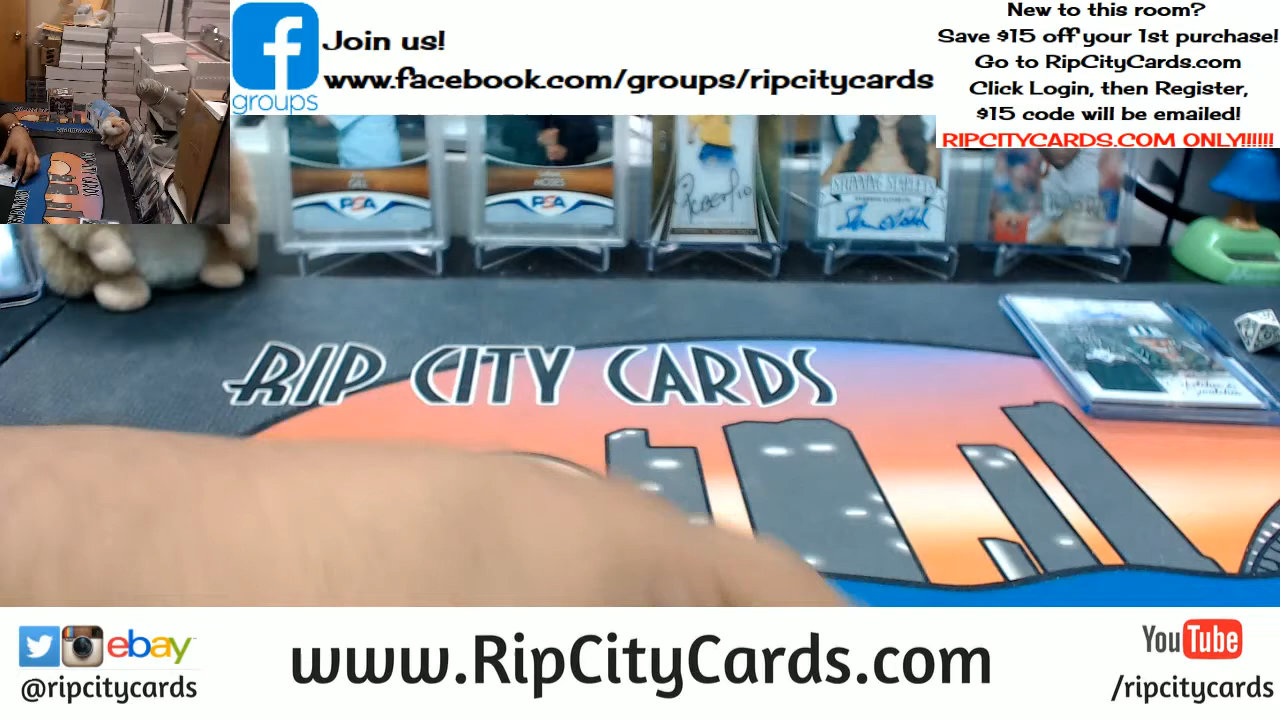 f
groups
Join us!
www.facebook.com/groups/ripcitycards
New to this room?
Save $15 off your 1st purchase!
Go to RipCityCards.com
Click Login, then Register,
$15 code will be emailed!
RIPCITYCARDS.COM ONLY!!!!!!
PSA
PSA
STUNNING STARLETS
RIP CITY CARDS
ebay
@ripcitycards
www.RipCityCards.com
YouTube
/ripcitycards